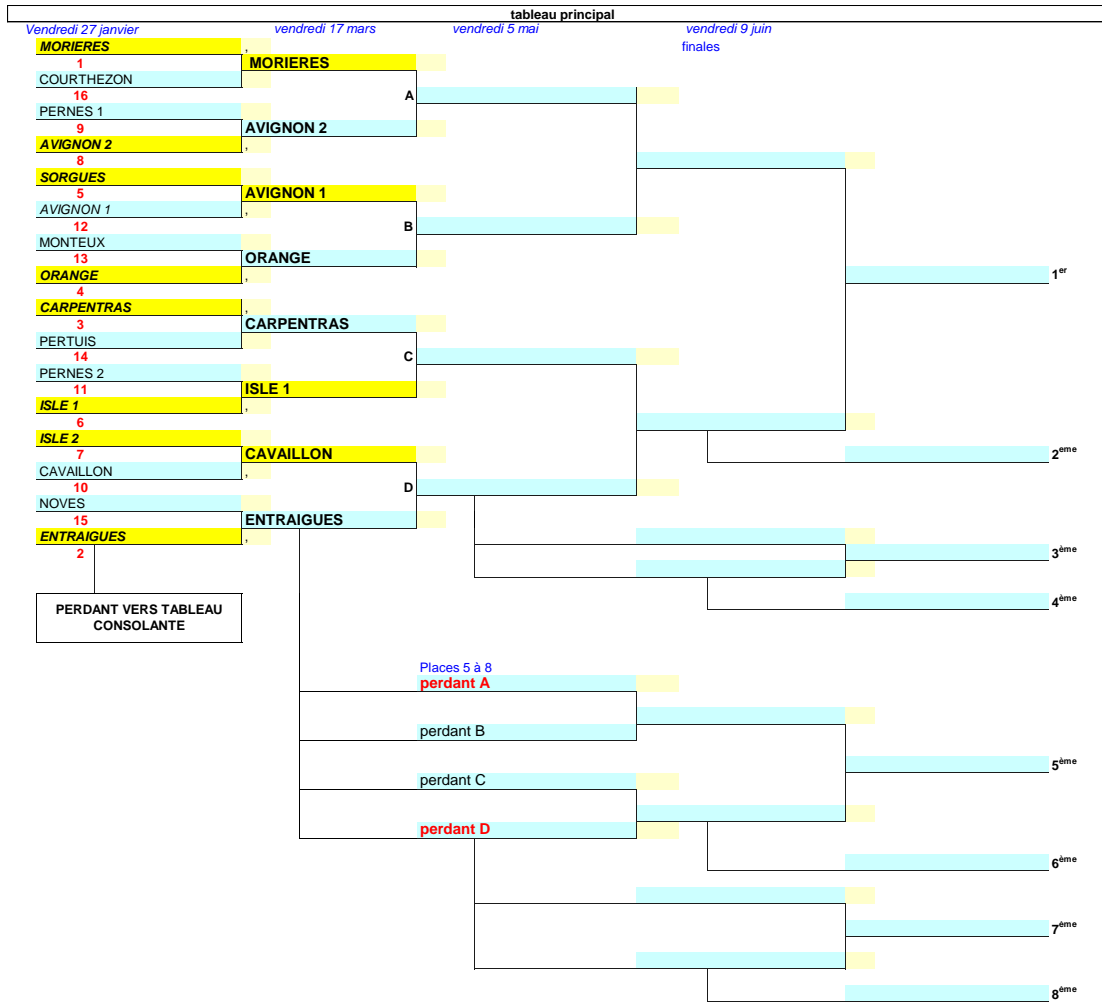 tableau principal
Vendredi 27 janvier vendredi 17 mars vendredi 5 mai vendredi 9 juin
MORIERES , finales
1 MORIERES
COURTHEZON
16 A
PERNES 1
9 AVIGNON 2
AVIGNON 2 ,
8
SORGUES
5 AVIGNON 1
AVIGNON 1 ,
12 B
MONTEUX
13 ORANGE
ORANGE , 1er
4
CARPENTRAS ,
3 CARPENTRAS
PERTUIS
14 C
PERNES 2
11 ISLE 1
ISLE 1 ,
6
ISLE 2
7 CAVAILLON 2eme
CAVAILLON ,
10 D
NOVES
15 ENTRAIGUES
ENTRAIGUES ,
2 3ème
4ème
PERDANT VERS TABLEAU
CONSOLANTE
Places 5 à 8
perdant A
perdant B
5ème
perdant C
perdant D
6ème
7ème
8ème